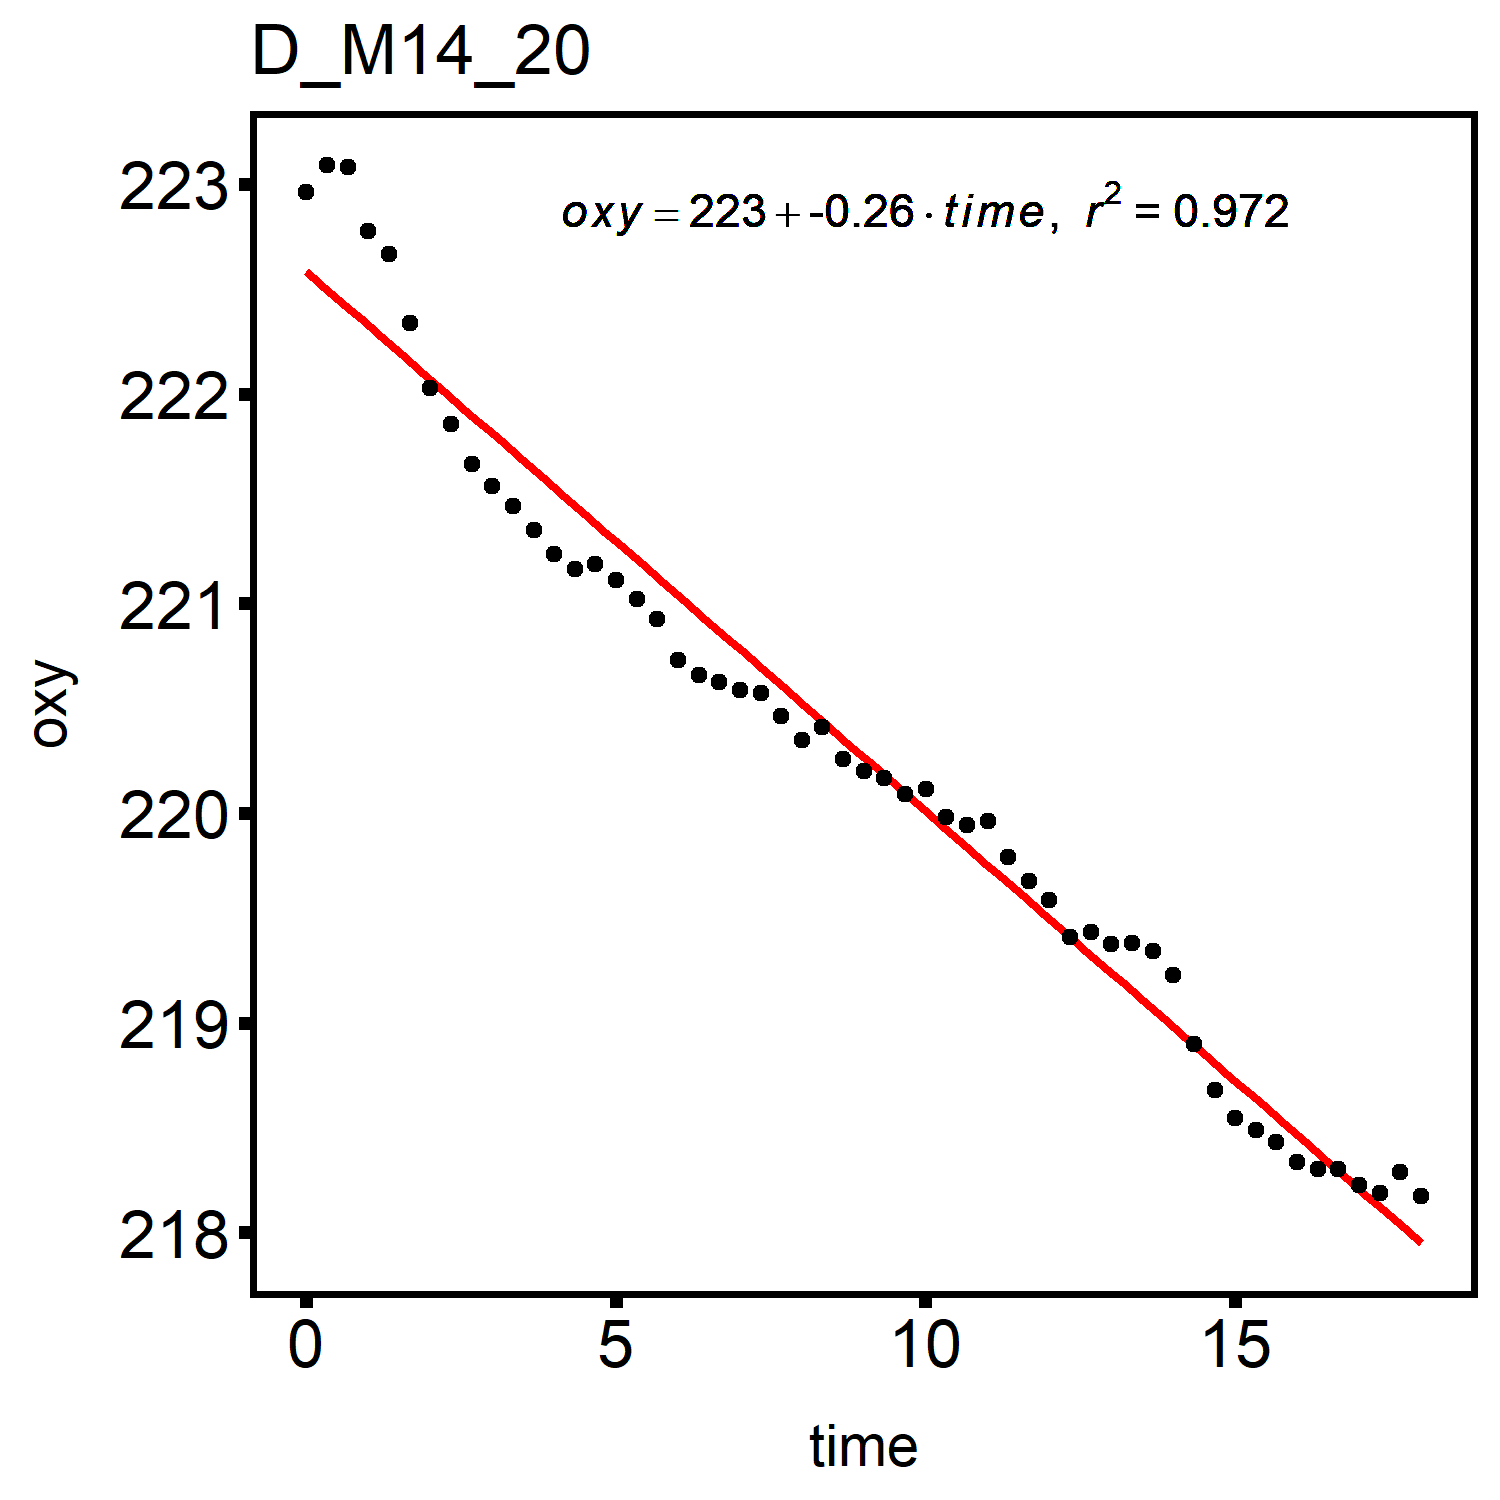 D_M14_20
oxy = 223 + -0.26 · time, r² = 0.972
223
222
221
220
219
218
oxy
0 5 10 15
time